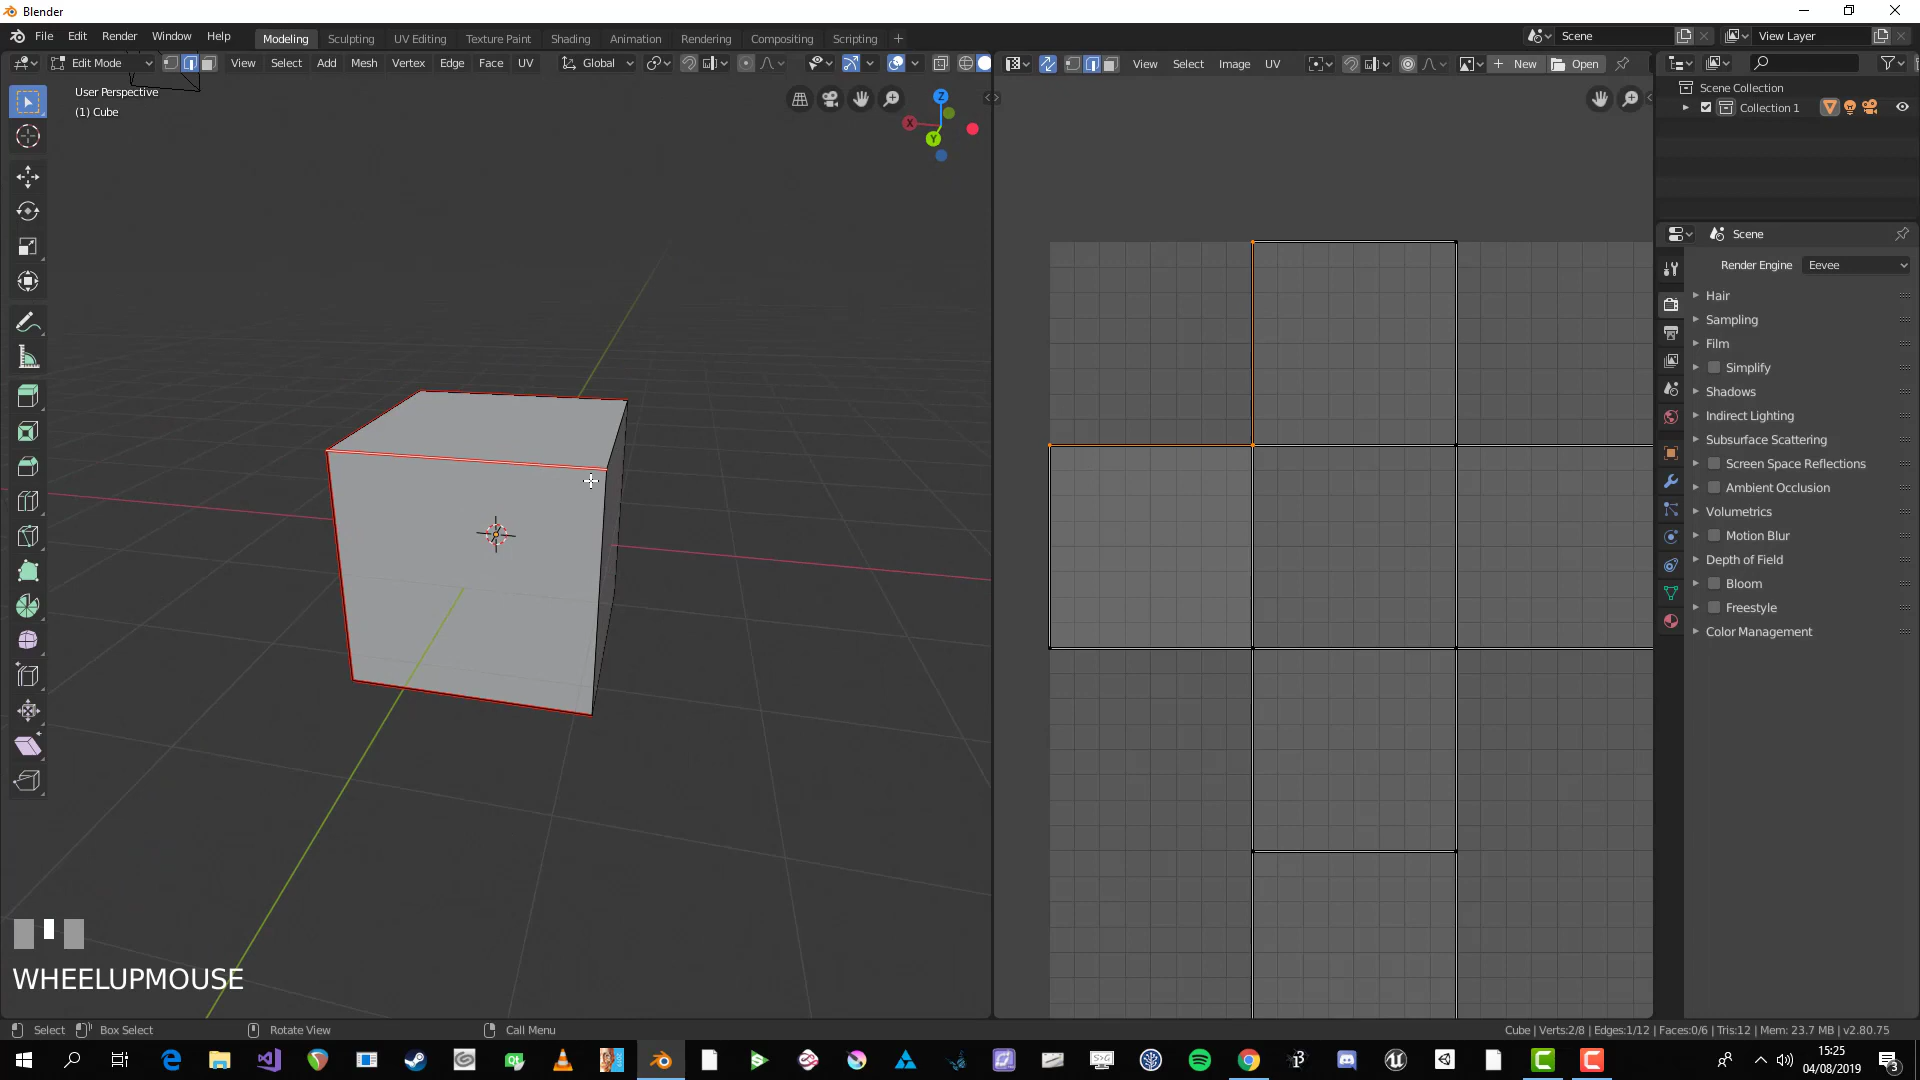 Blender
File Edit Render Window Help
Modeling Sculpting UV Editing Texture Paint Shading Animation Rendering Compositing Scripting
Scene
View Layer
Edit Mode
View Select Add Mesh Vertex Edge Face UV
Global
View Select Image UV
New
Open
User Perspective
(1) Cube
Z
X
Y
Scene Collection
Collection 1
Scene
Render Engine Eevee
Hair
Sampling
Film
Simplify
Shadows
Indirect Lighting
Subsurface Scattering
Screen Space Reflections
Ambient Occlusion
Volumetrics
Motion Blur
Depth of Field
Bloom
Freestyle
Color Management
WHEELUPMOUSE
Select Box Select Rotate View Call Menu
Cube | Verts:2/8 | Edges:1/12 | Faces:0/6 | Tris:12 | Mem: 23.7 MB | v2.80.75
15:25
04/08/2019
3